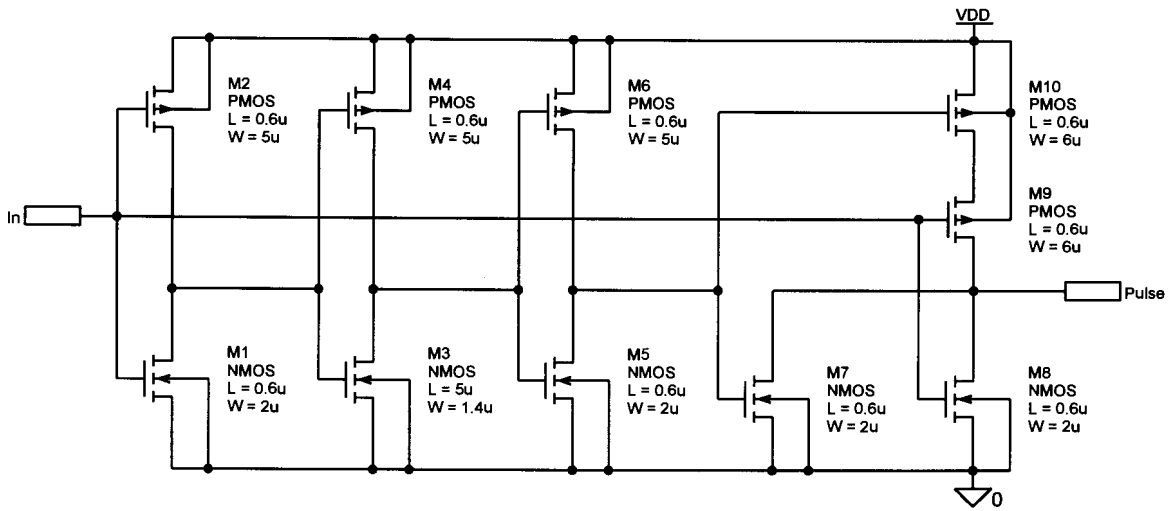 VDD
M2
PMOS
L = 0.6u
W = 5u
M4
PMOS
L = 0.6u
W = 5u
M6
PMOS
L = 0.6u
W = 5u
M10
PMOS
L = 0.6u
W = 6u
M9
PMOS
L = 0.6u
W = 6u
In
Pulse
M1
NMOS
L = 0.6u
W = 2u
M3
NMOS
L = 5u
W = 1.4u
M5
NMOS
L = 0.6u
W = 2u
M7
NMOS
L = 0.6u
W = 2u
M8
NMOS
L = 0.6u
W = 2u
0